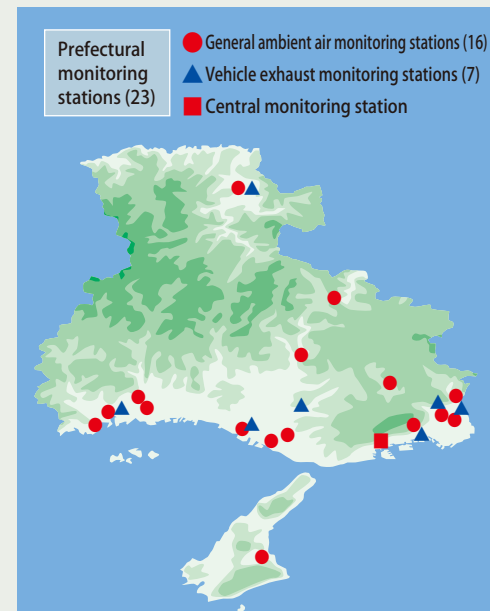 Prefectural
monitoring
stations (23)
General ambient air monitoring stations (16)
Vehicle exhaust monitoring stations (7)
Central monitoring station